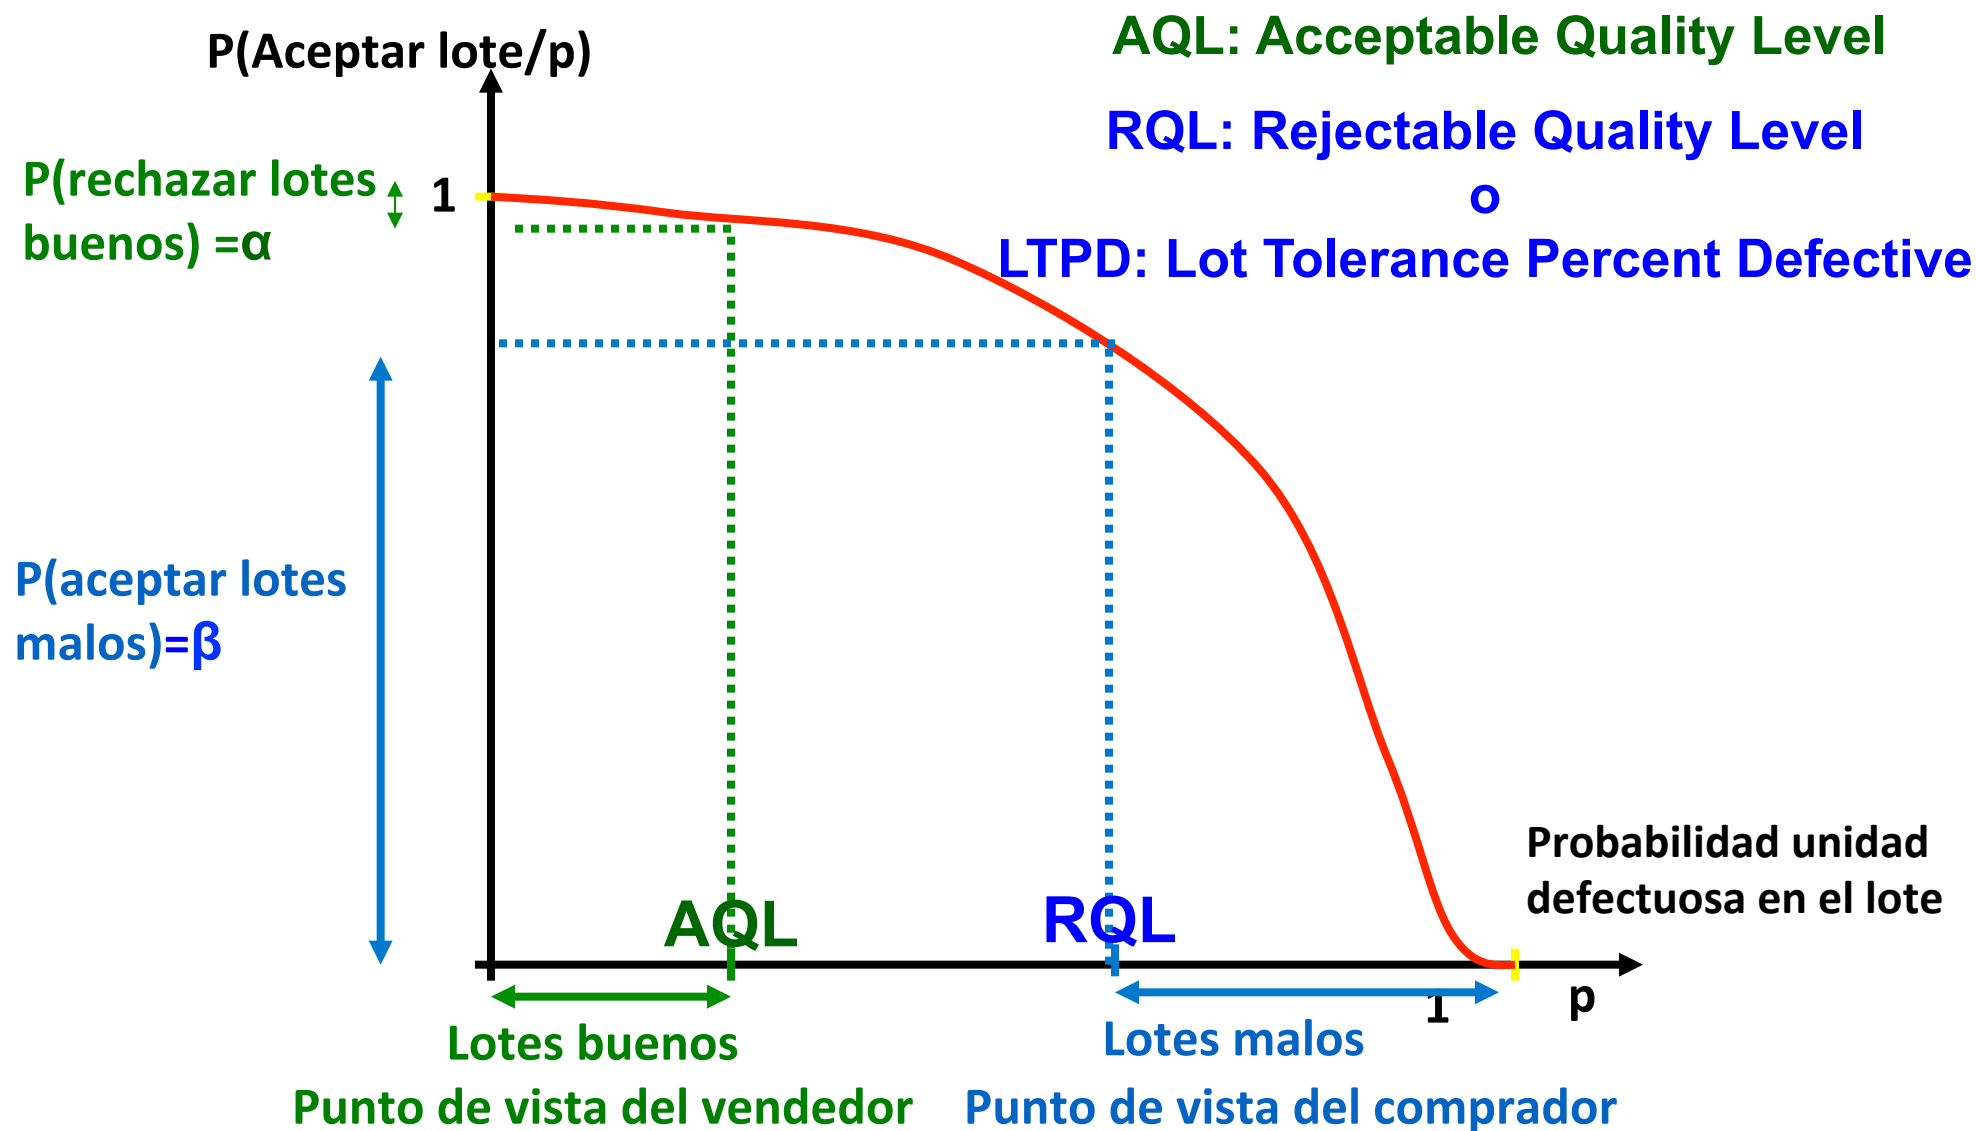 P(Aceptar lote/p)
AQL: Acceptable Quality Level
RQL: Rejectable Quality Level
o
LTPD: Lot Tolerance Percent Defective
P(rechazar lotes
buenos) =α
1
P(aceptar lotes
malos)=β
Probabilidad unidad
defectuosa en el lote
AQL
RQL
1
p
Lotes buenos
Lotes malos
Punto de vista del vendedor
Punto de vista del comprador